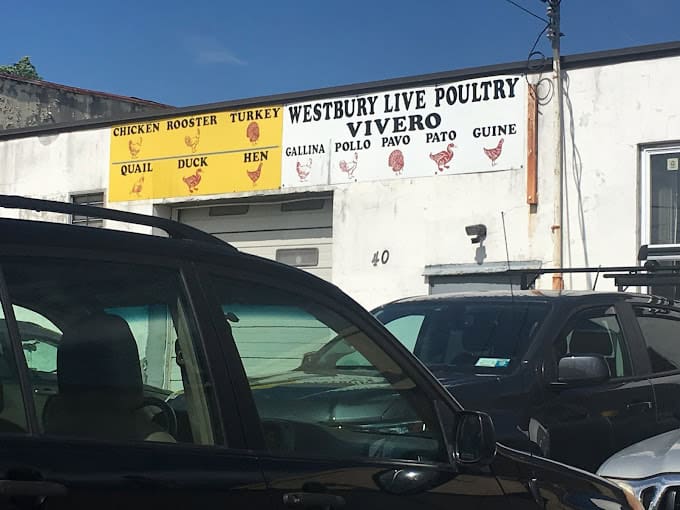 CHICKEN ROOSTER TURKEY
QUAIL DUCK HEN
WESTBURY LIVE POULTRY
VIVERO
GALLINA POLLO PAVO PATO GUINE
40